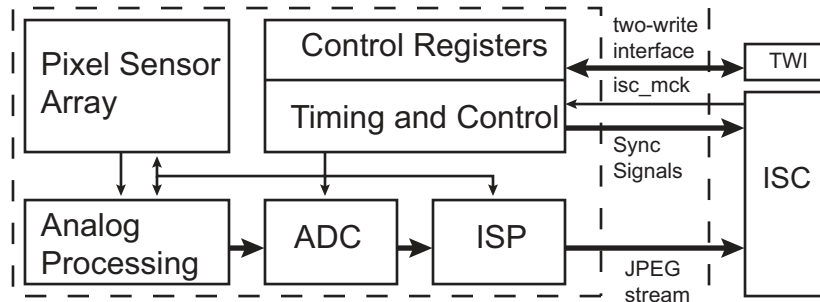 Pixel Sensor
Array
Control Registers
Timing and Control
two-write
interface
TWI
isc_mck
Sync
Signals
ISC
Analog
Processing
ADC
ISP
JPEG
stream